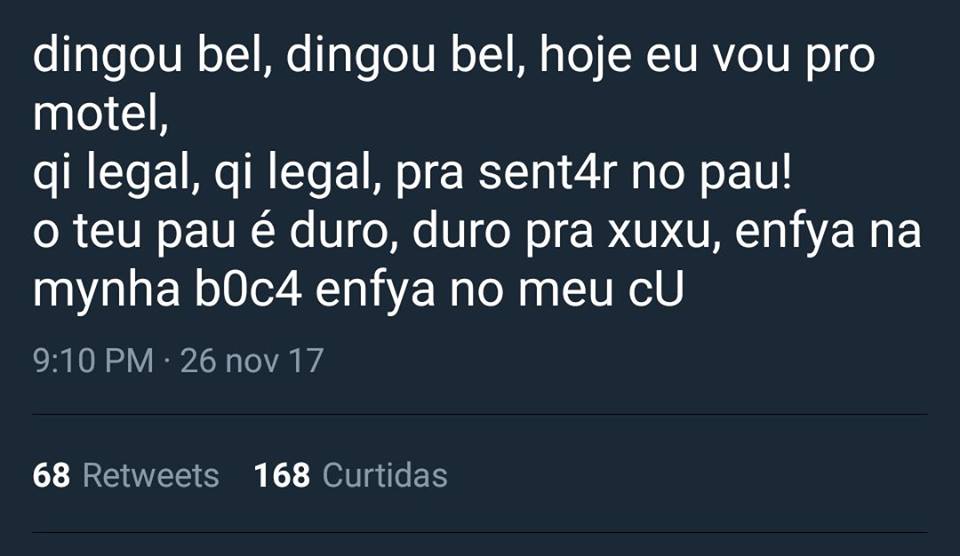 dingou bel, dingou bel, hoje eu vou pro
motel,
qi legal, qi legal, pra sent4r no pau!
o teu pau é duro, duro pra xuxu, enfya na
mynha b0c4 enfya no meu cU
9:10 PM · 26 nov 17
68 Retweets 168 Curtidas